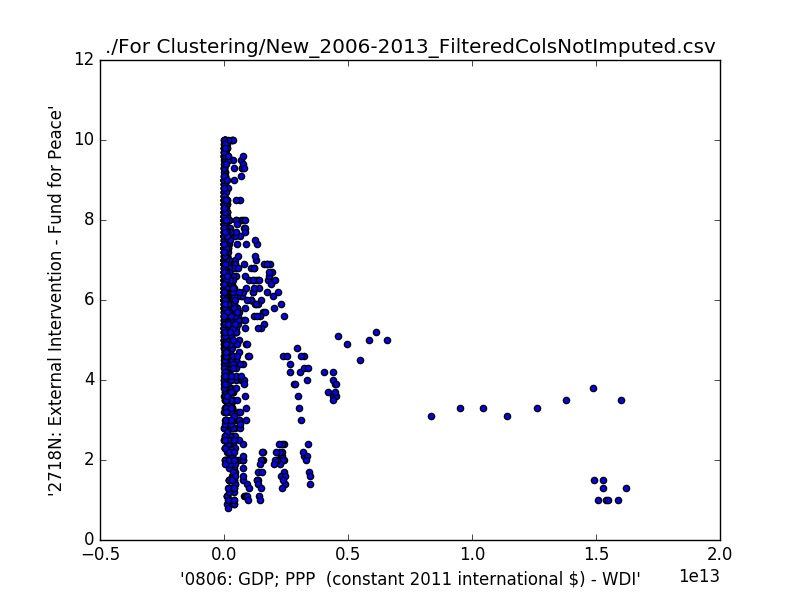 ./For Clustering/New_2006-2013_FilteredColsNotImputed.csv
12
10
8
6
4
2
0
'2718N: External Intervention - Fund for Peace'
−0.5 0.0 0.5 1.0 1.5 2.0
1e13
'0806: GDP; PPP  (constant 2011 international $) - WDI'